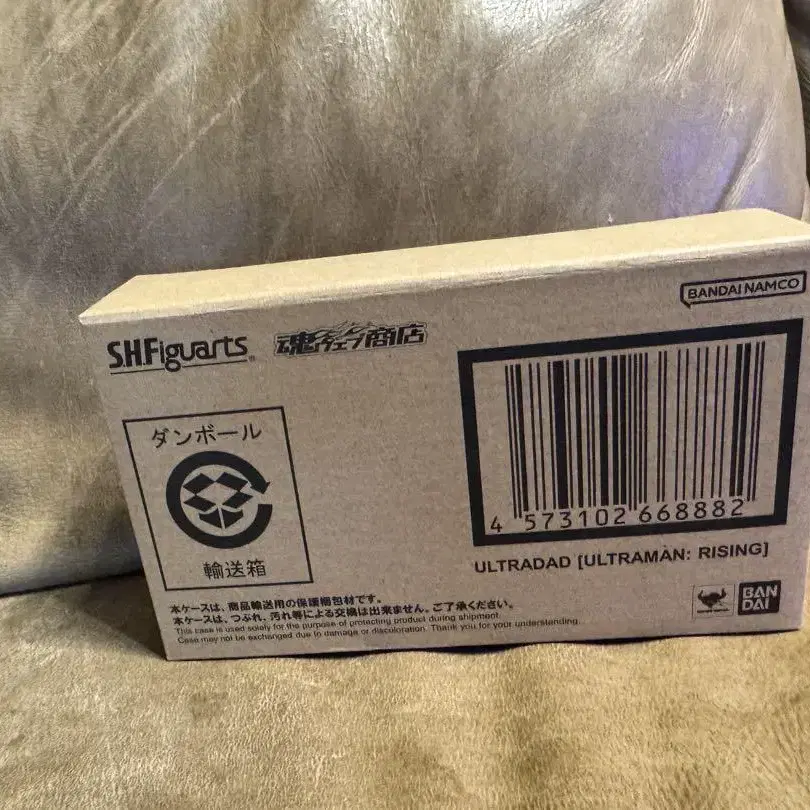 BANDAI NAMCO
S.H.Figuarts
魂ウェブ商店
ダンボール
輸送箱
4 573102 668882
ULTRADAD [ULTRAMAN: RISING]
本ケースは、商品輸送用の保護梱包材です。
本ケースは、つぶれ、汚れ等による交換は出来ません。ご了承ください。
This case is used solely for the purpose of protecting product during shipment.
Case may not be exchanged due to damage or discoloration. Thank you for your understanding.
BAN
DAI